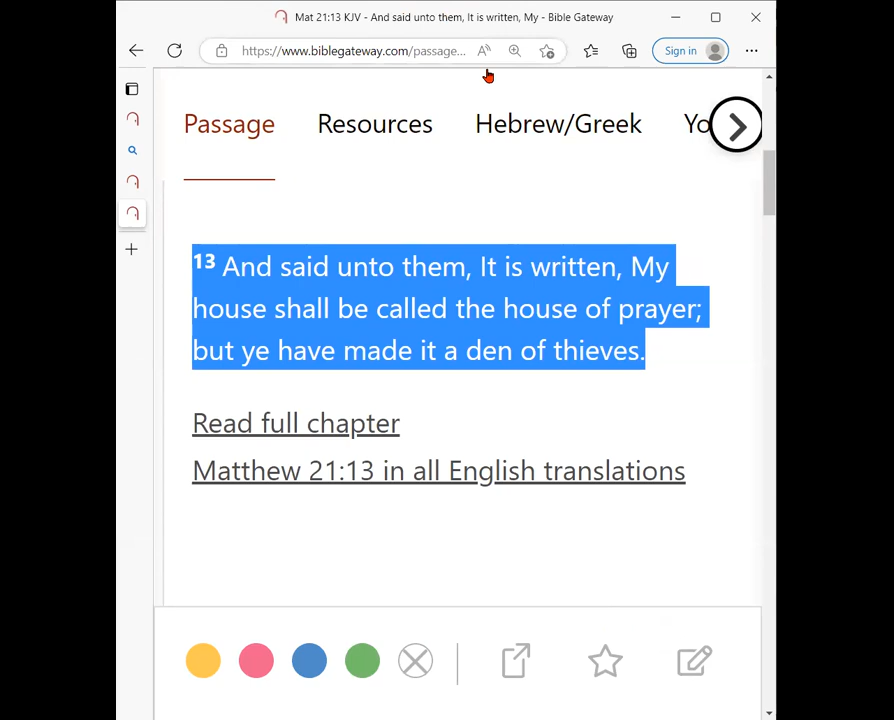 Mat 21:13 KJV - And said unto them, It is written, My - Bible Gateway
https://www.biblegateway.com/passage...
Sign in
Passage Resources Hebrew/Greek Yo
13 And said unto them, It is written, My
house shall be called the house of prayer;
but ye have made it a den of thieves.
Read full chapter
Matthew 21:13 in all English translations